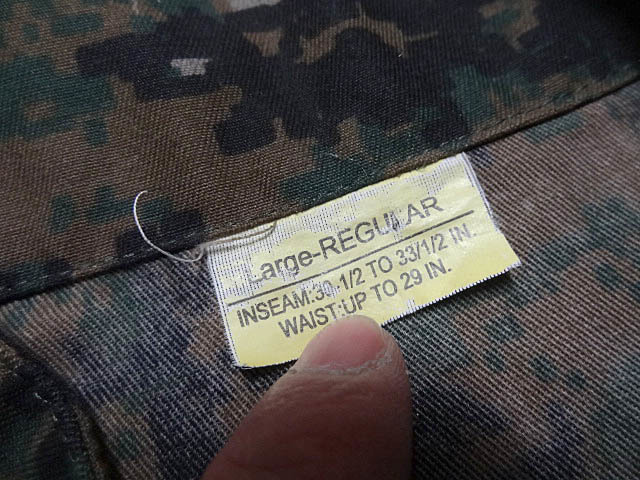 Large-REGULAR
INSEAM:30-1/2 TO 33/1/2 IN.
WAIST:UP TO 29 IN.